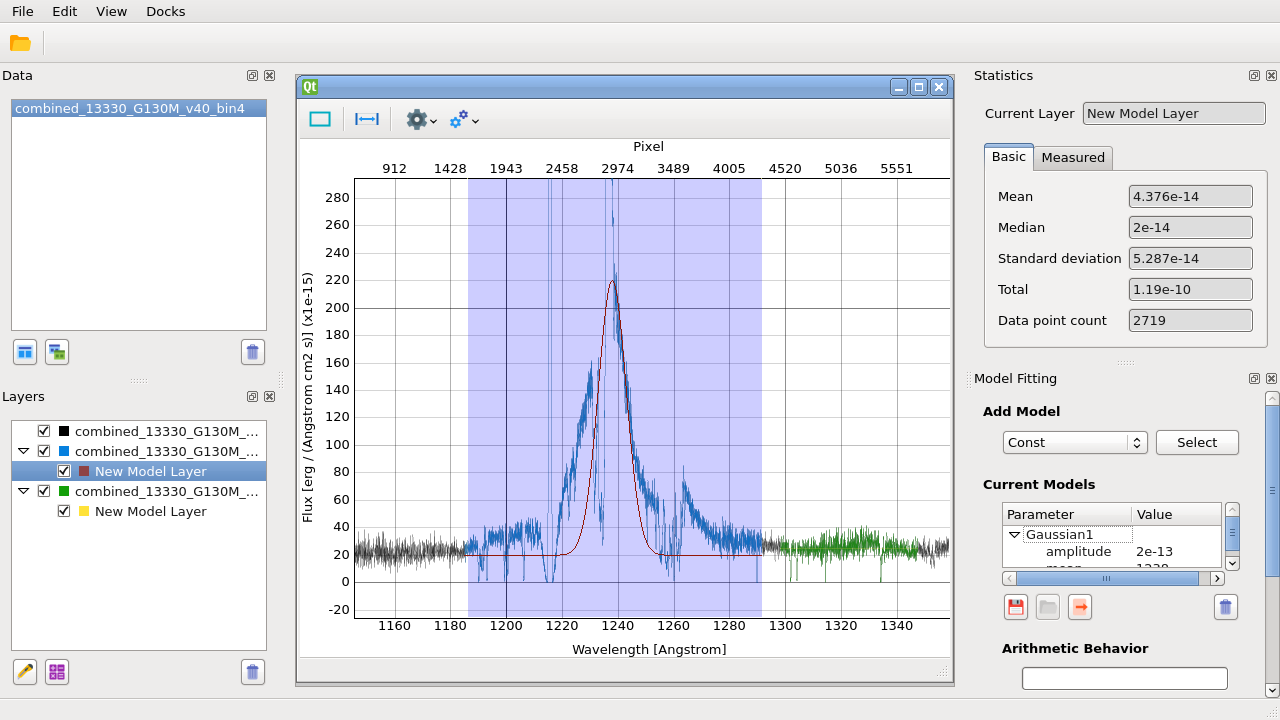 File Edit View Docks
Data
combined_13330_G130M_v40_bin4
Layers
combined_13330_G130M_...
combined_13330_G130M_...
New Model Layer
combined_13330_G130M_...
New Model Layer
Qt
Pixel
912 1428 1943 2458 2974 3489 4005 4520 5036 5551
280
260
240
220
200
180
160
140
120
100
80
60
40
20
0
-20
Flux [erg / (Angstrom cm2 s)] (x1e-15)
1160 1180 1200 1220 1240 1260 1280 1300 1320 1340
Wavelength [Angstrom]
Statistics
Current Layer New Model Layer
Basic Measured
Mean 4.376e-14
Median 2e-14
Standard deviation 5.287e-14
Total 1.19e-10
Data point count 2719
Model Fitting
Add Model
Const Select
Current Models
Parameter Value
Gaussian1
amplitude 2e-13
Arithmetic Behavior